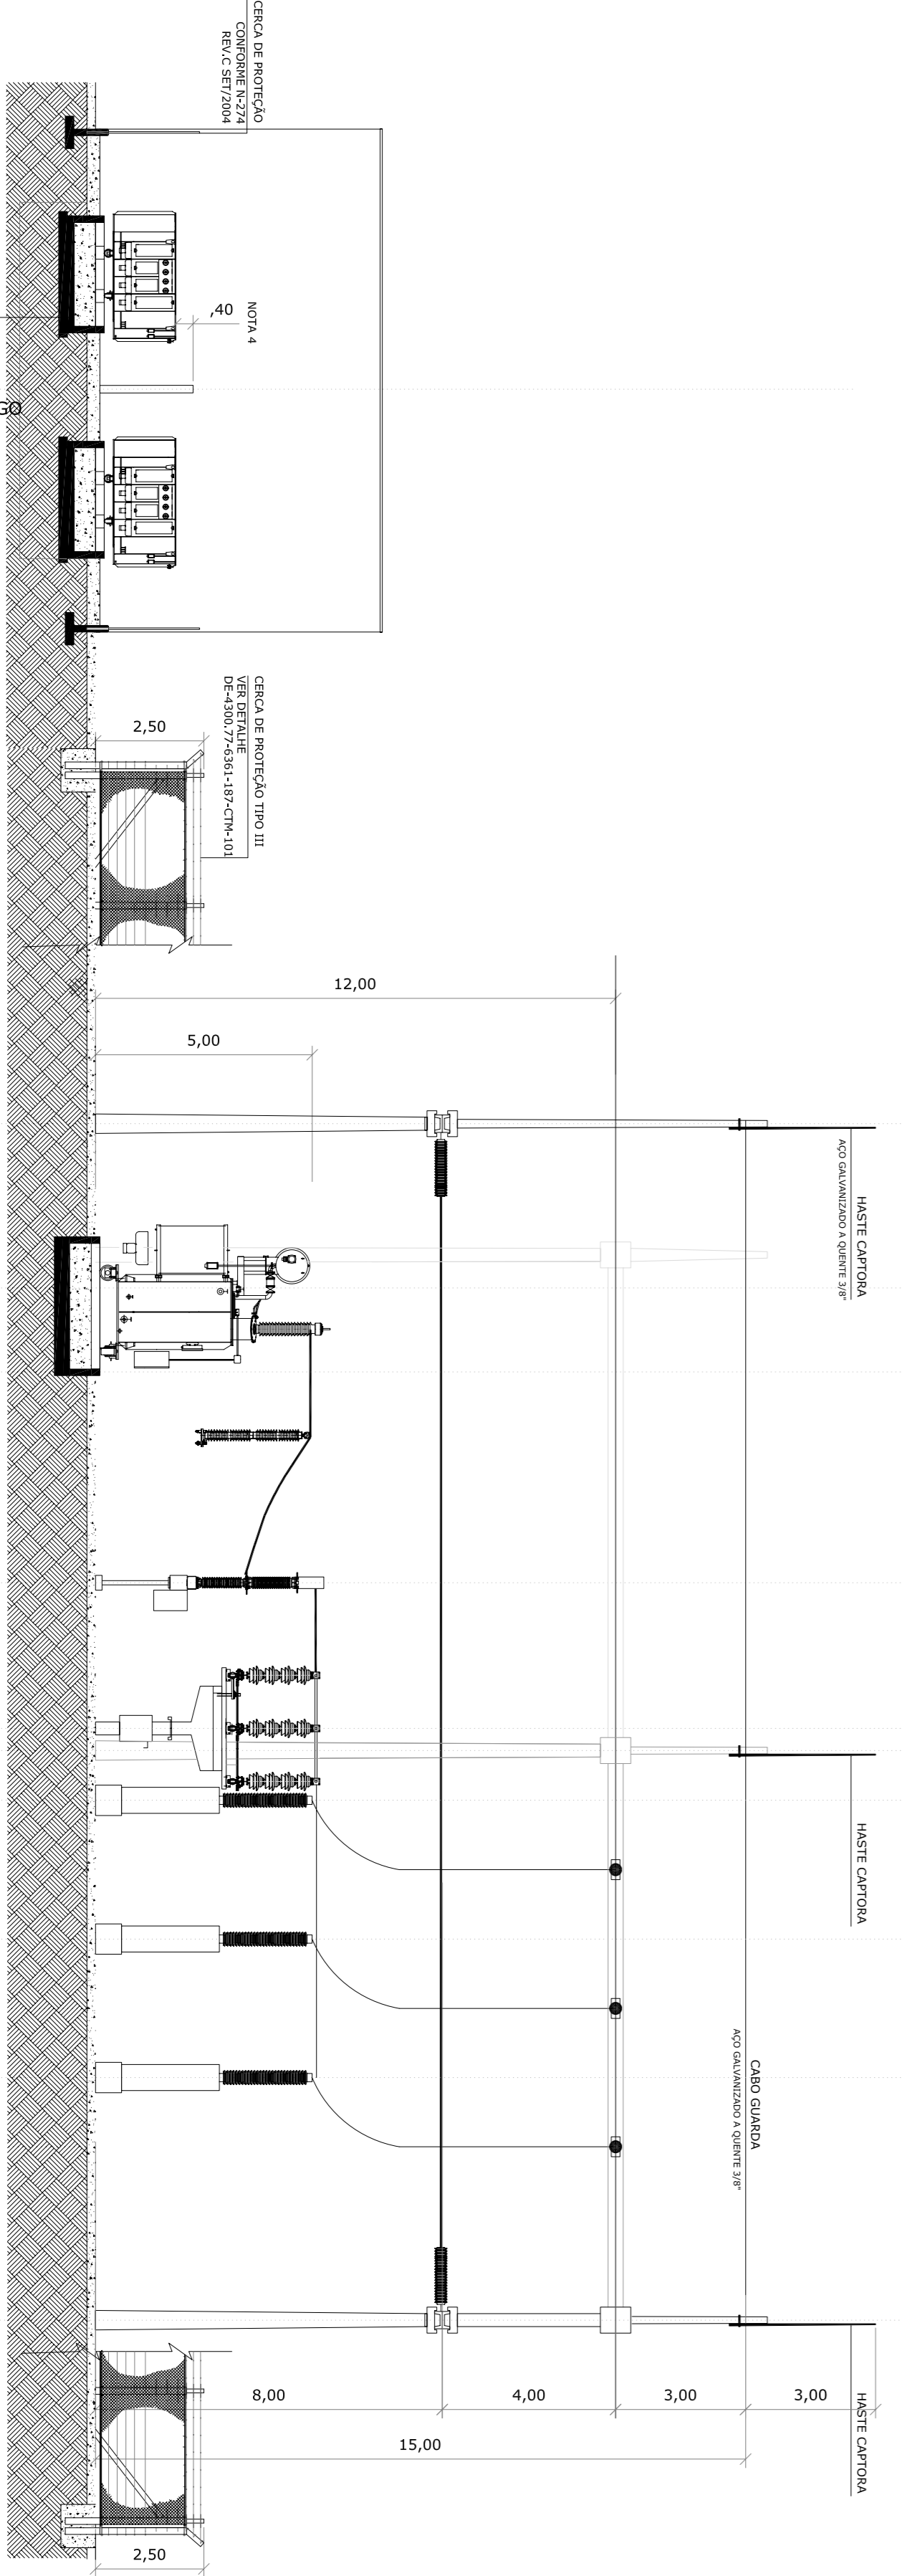 CERCA DE PROTEÇÃO
CONFORME N-274
REV.C SET/2004
NOTA 4
,40
CERCA DE PROTEÇÃO TIPO III
VER DETALHE
DE-4300.77-6361-187-CTM-101
2,50
12,00
5,00
HASTE CAPTORA
AÇO GALVANIZADO A QUENTE 3/8"
HASTE CAPTORA
CABO GUARDA
AÇO GALVANIZADO A QUENTE 3/8"
HASTE CAPTORA
8,00
4,00
3,00
3,00
15,00
2,50